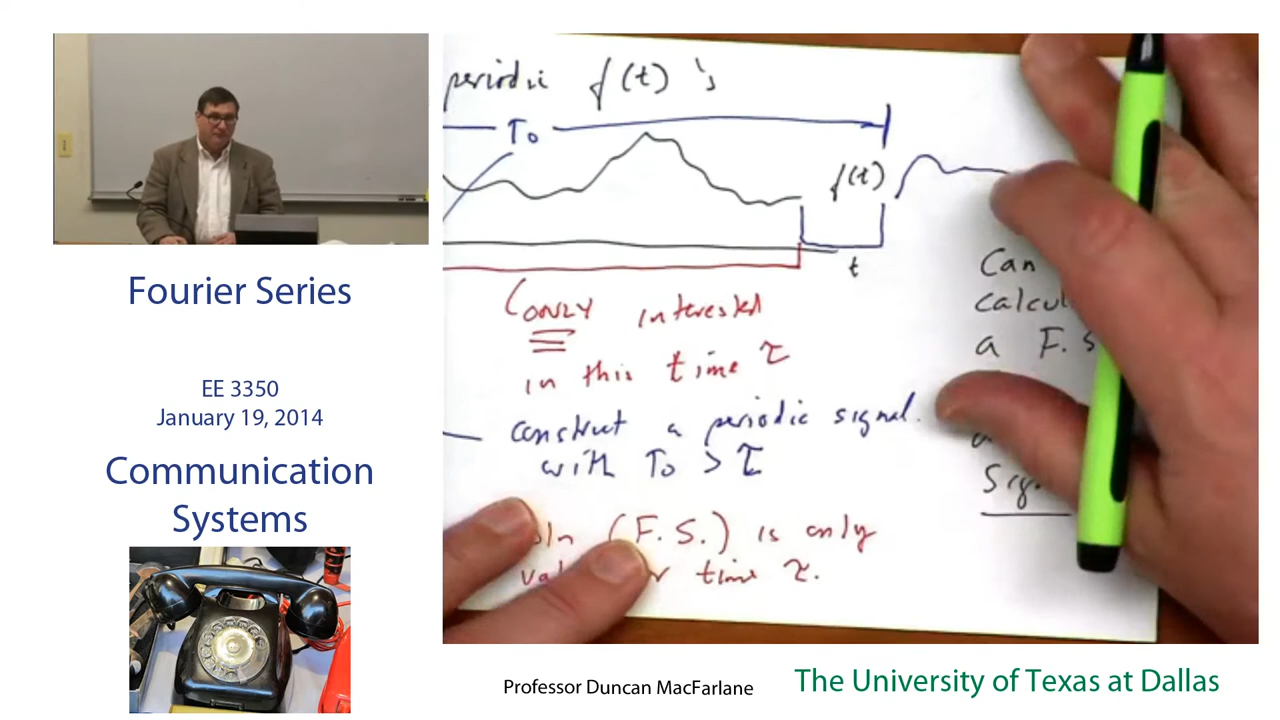 Fourier Series
EE 3350
January 19, 2014
Communication
Systems
periodic f(t)'s
To
f(t)
t
ONLY interested
in this time τ
construct a periodic signal.
with To > τ
(F. S.) is only
time τ.
Can
a F. S
Professor Duncan MacFarlane
The University of Texas at Dallas